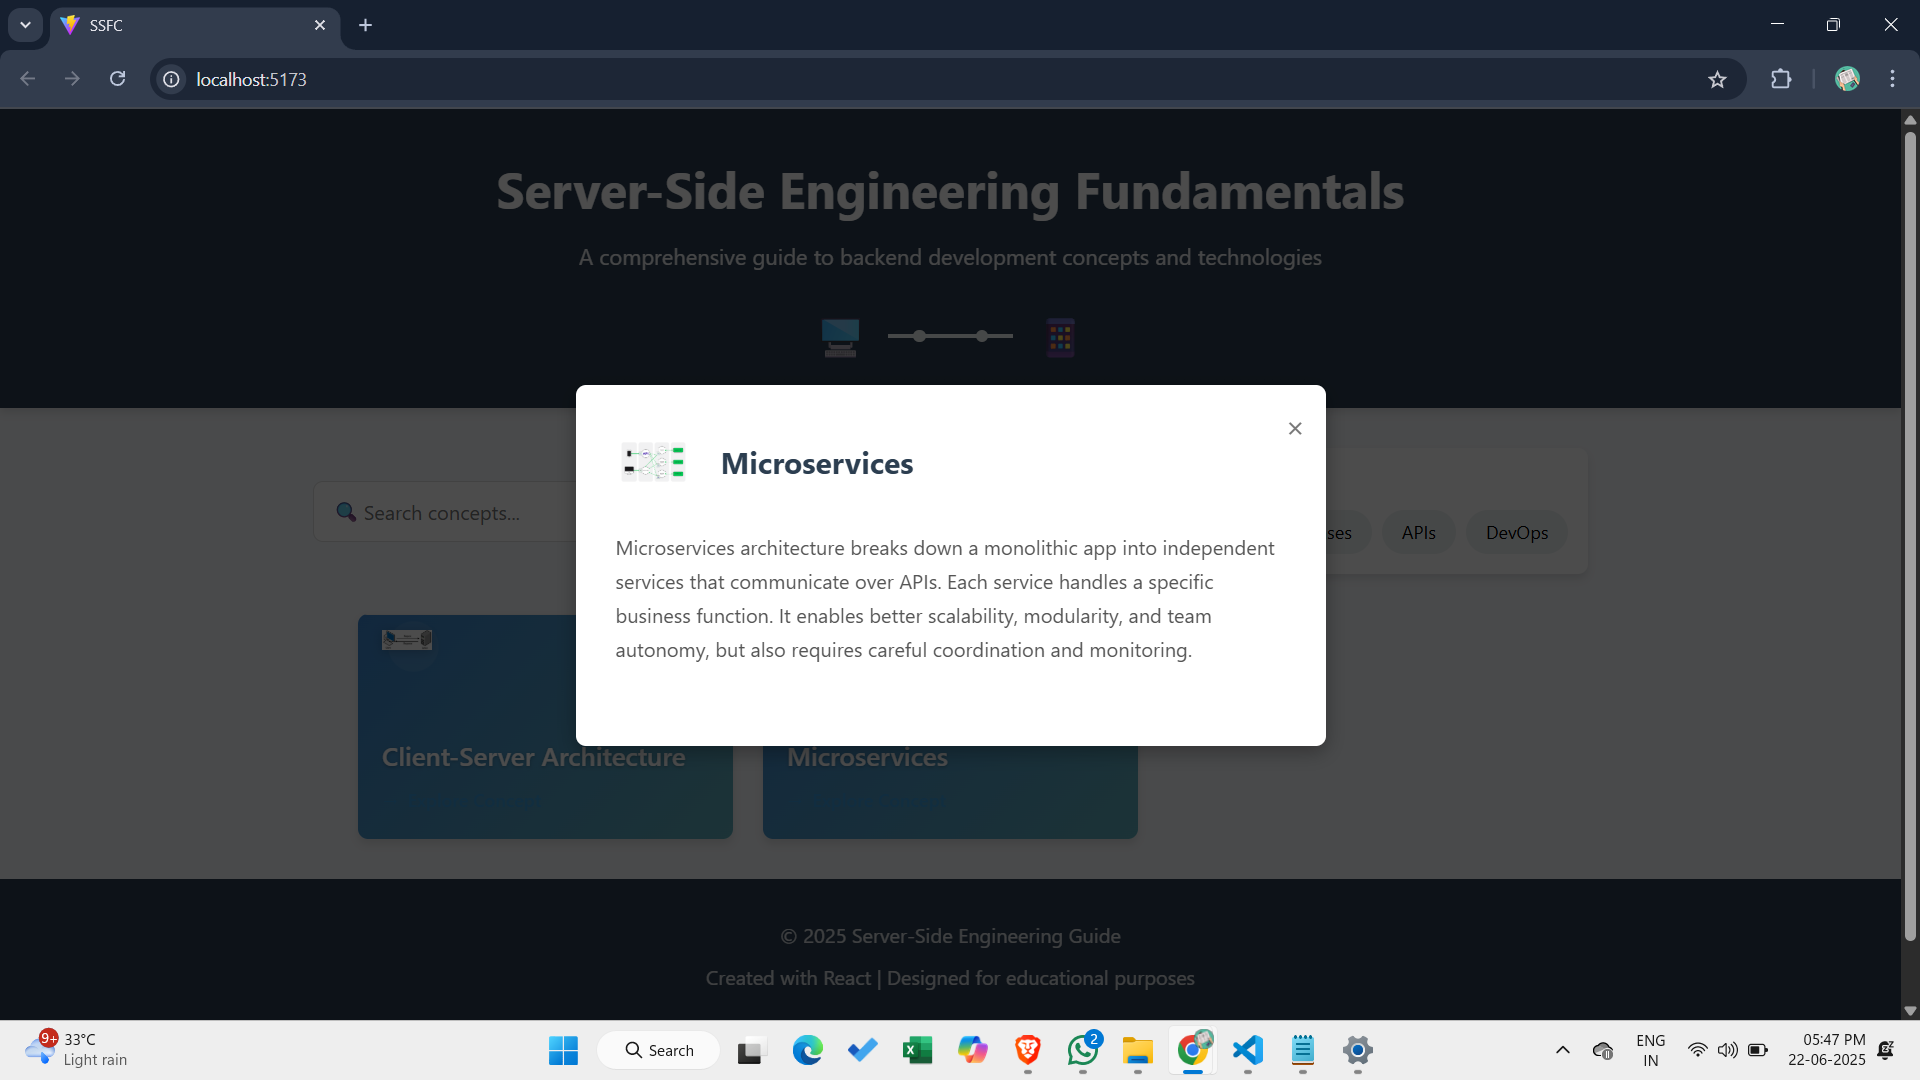 SSFC
localhost:5173
Server-Side Engineering Fundamentals
A comprehensive guide to backend development concepts and technologies
Microservices
Microservices architecture breaks down a monolithic app into independent
services that communicate over APIs. Each service handles a specific
business function. It enables better scalability, modularity, and team
autonomy, but also requires careful coordination and monitoring.
🔍 Search concepts...
ses
APIs
DevOps
Client-Server Architecture
Microservices
© 2025 Server-Side Engineering Guide
Created with React | Designed for educational purposes
9+
33°C
Light rain
Search
2
ENG
IN
05:47 PM
22-06-2025